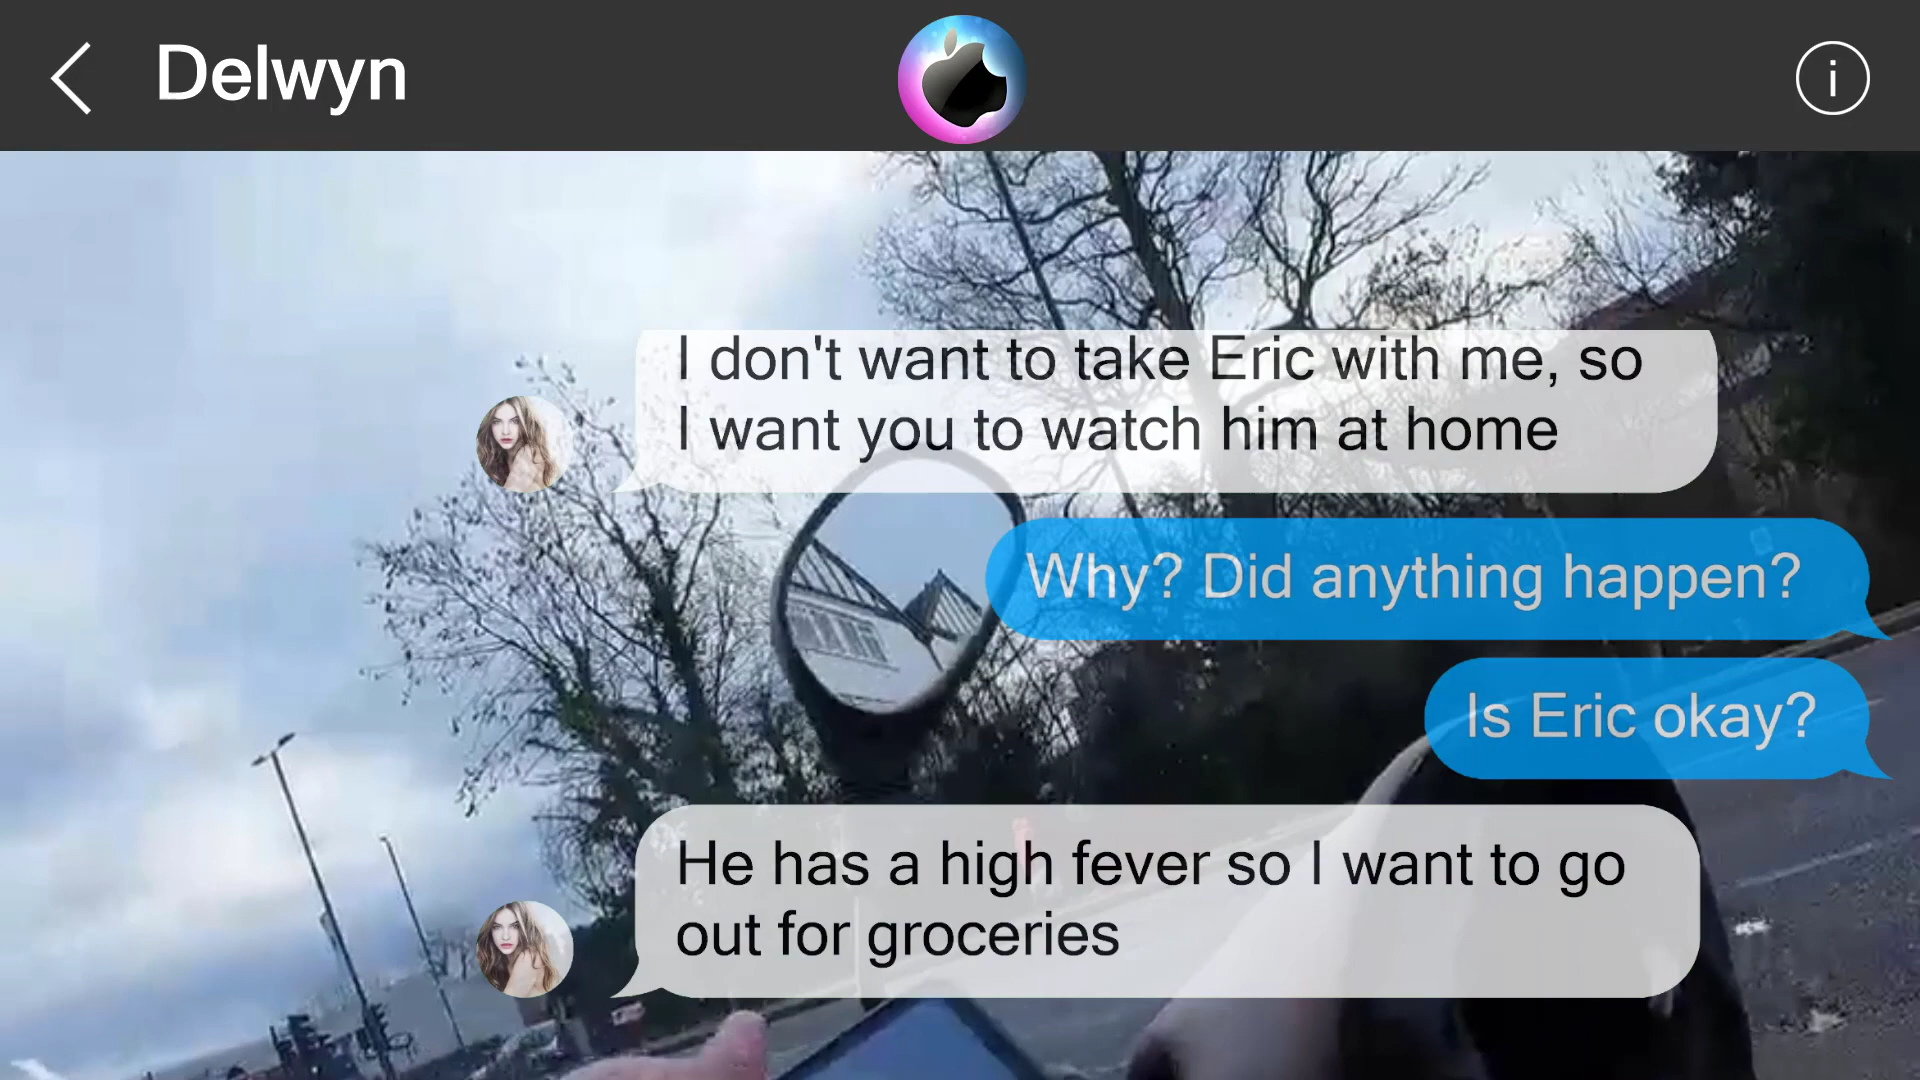 Delwyn
i
I don't want to take Eric with me, so
I want you to watch him at home
Why? Did anything happen?
Is Eric okay?
He has a high fever so I want to go
out for groceries